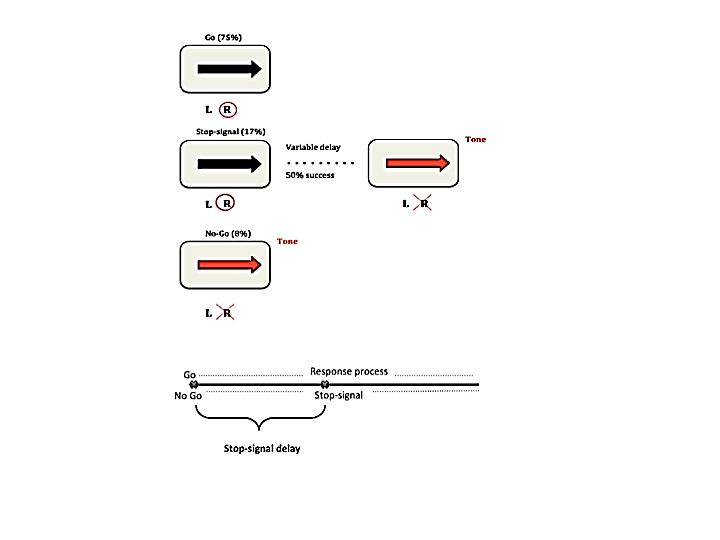 Go (75%)
L R
Stop-signal (17%)
Variable delay
50% success
Tone
L R
L R
No-Go (8%)
Tone
L R
Go
Response process
No Go
Stop-signal
Stop-signal delay